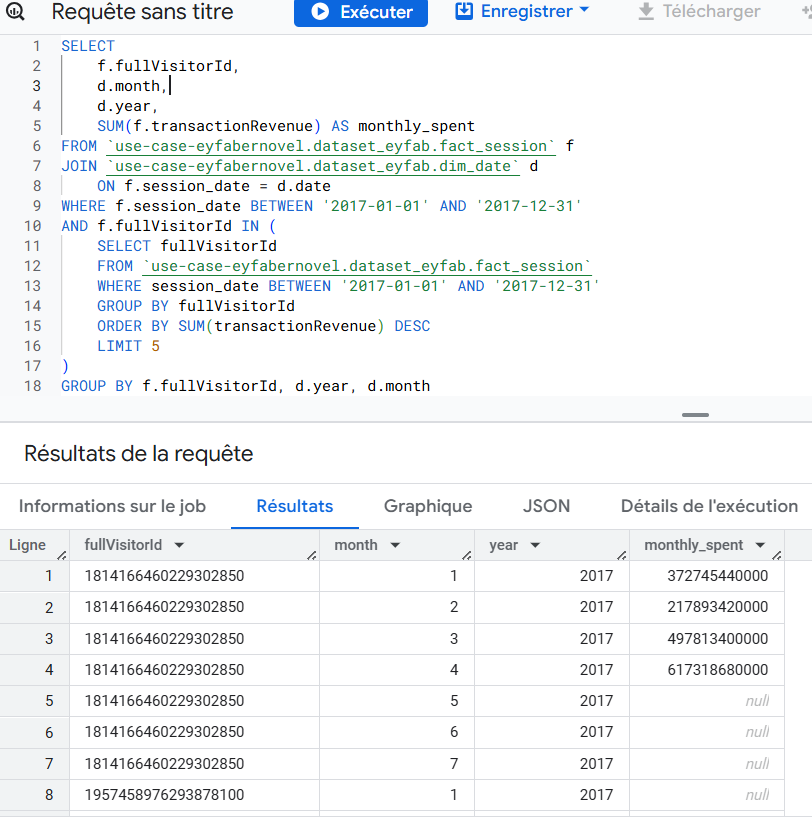 Requête sans titre
Exécuter
Enregistrer
Télécharger
1 SELECT
2 f.fullVisitorId,
3 d.month,
4 d.year,
5 SUM(f.transactionRevenue) AS monthly_spent
6 FROM `use-case-eyfabernovel.dataset_eyfab.fact_session` f
7 JOIN `use-case-eyfabernovel.dataset_eyfab.dim_date` d
8 ON f.session_date = d.date
9 WHERE f.session_date BETWEEN '2017-01-01' AND '2017-12-31'
10 AND f.fullVisitorId IN (
11 SELECT fullVisitorId
12 FROM `use-case-eyfabernovel.dataset_eyfab.fact_session`
13 WHERE session_date BETWEEN '2017-01-01' AND '2017-12-31'
14 GROUP BY fullVisitorId
15 ORDER BY SUM(transactionRevenue) DESC
16 LIMIT 5
17 )
18 GROUP BY f.fullVisitorId, d.year, d.month
Résultats de la requête
Informations sur le job Résultats Graphique JSON Détails de l'exécution
Ligne fullVisitorId month year monthly_spent
1 1814166460229302850 1 2017 372745440000
2 1814166460229302850 2 2017 217893420000
3 1814166460229302850 3 2017 497813400000
4 1814166460229302850 4 2017 617318680000
5 1814166460229302850 5 2017 null
6 1814166460229302850 6 2017 null
7 1814166460229302850 7 2017 null
8 1957458976293878100 1 2017 null